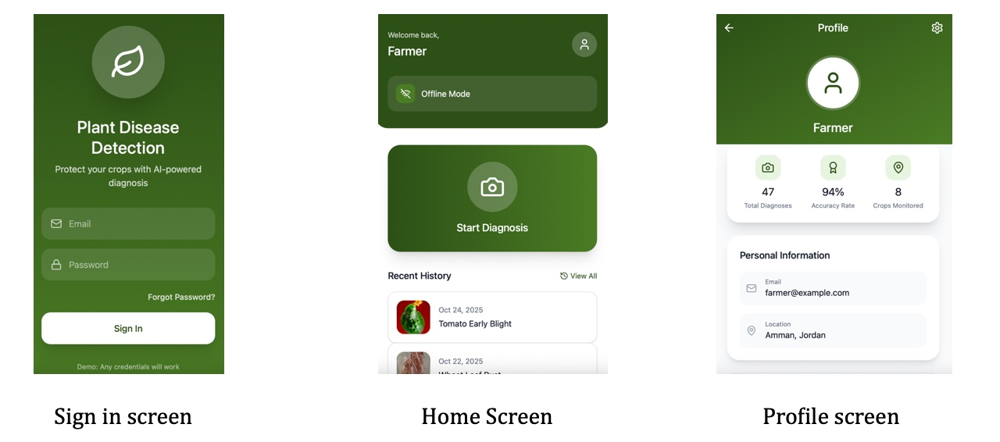 Plant Disease
Detection
Protect your crops with AI-powered
diagnosis
Email
Password
Forgot Password?
Sign In
Demo: Any credentials will work
Sign in screen
Welcome back,
Farmer
Offline Mode
Start Diagnosis
Recent History
View All
Oct 24, 2025
Tomato Early Blight
Oct 22, 2025
Wheat Leaf Rust
Home Screen
Profile
Farmer
47
94%
8
Total Diagnoses
Accuracy Rate
Crops Monitored
Personal Information
Email
farmer@example.com
Location
Amman, Jordan
Profile screen